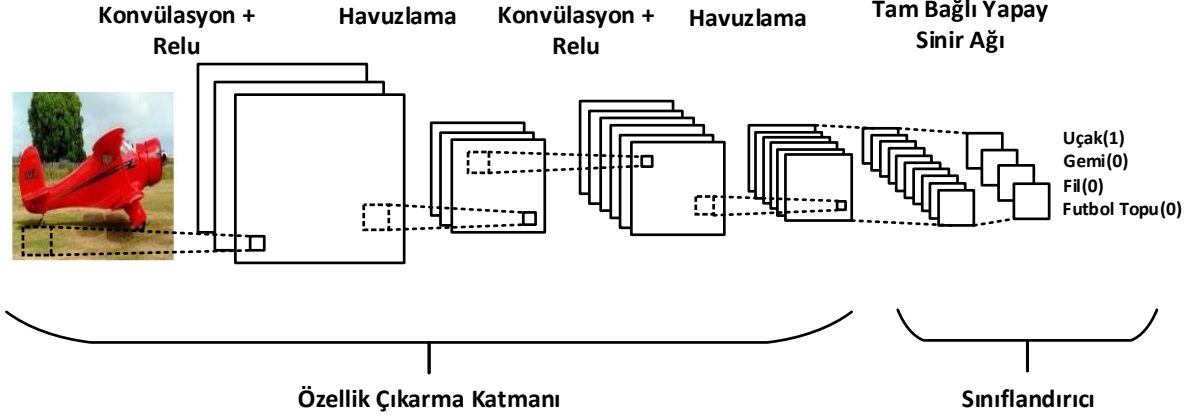 Konvülasyon +
Relu
Havuzlama
Konvülasyon +
Relu
Havuzlama
Tam Bağlı Yapay
Sinir Ağı
Uçak(1)
Gemi(0)
Fil(0)
Futbol Topu(0)
Özellik Çıkarma Katmanı
Sınıflandırıcı